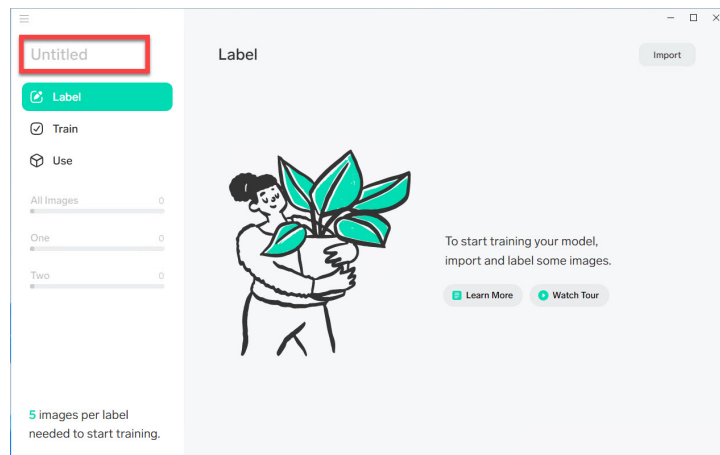 Untitled
Label
Train
Use
All Images 0
One 0
Two 0
5 images per label
needed to start training.
Label
Import
To start training your model,
import and label some images.
Learn More
Watch Tour